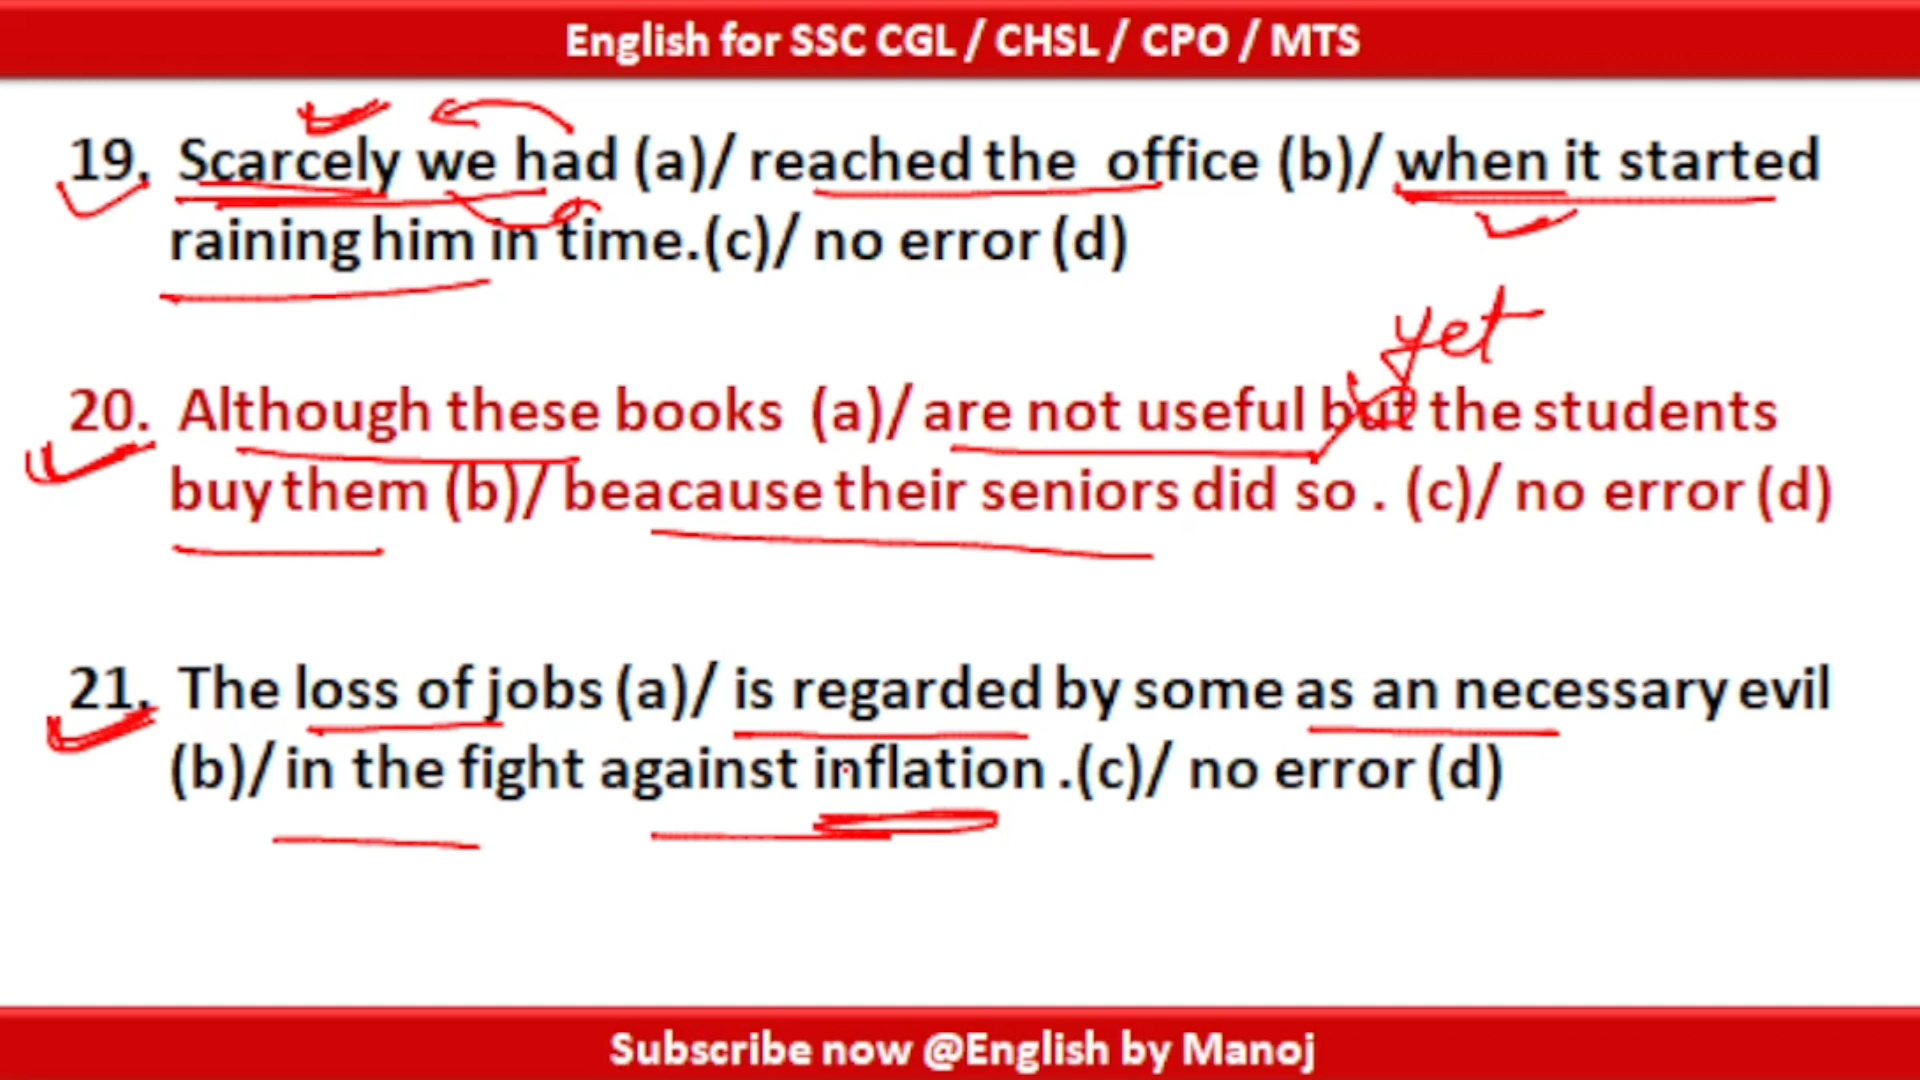 English for SSC CGL / CHSL / CPO / MTS
19. Scarcely we had (a)/ reached the office (b)/ when it started
raining him in time.(c)/ no error (d)
yet
20. Although these books (a)/ are not useful but the students
buy them (b)/ beacause their seniors did so . (c)/ no error (d)
21. The loss of jobs (a)/ is regarded by some as an necessary evil
(b)/ in the fight against inflation .(c)/ no error (d)
Subscribe now @English by Manoj